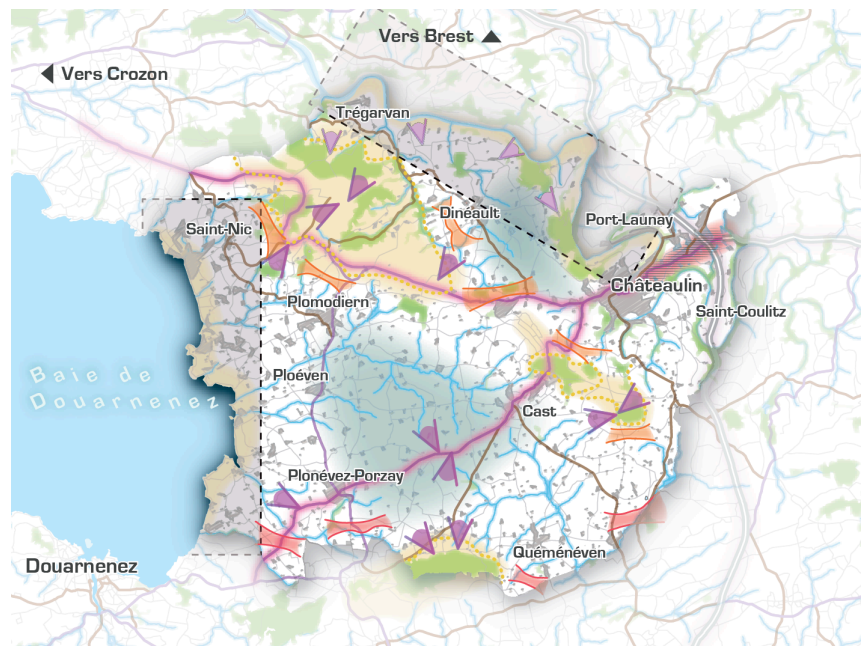 Vers Brest
Vers Crozon
Trégarvan
Dinéault
Port-Launay
Saint-Nic
Châteaulin
Plomodiern
Saint-Coulitz
Baie de
Douarnenez
Ploéven
Cast
Plonévez-Porzay
Quéménéven
Douarnenez